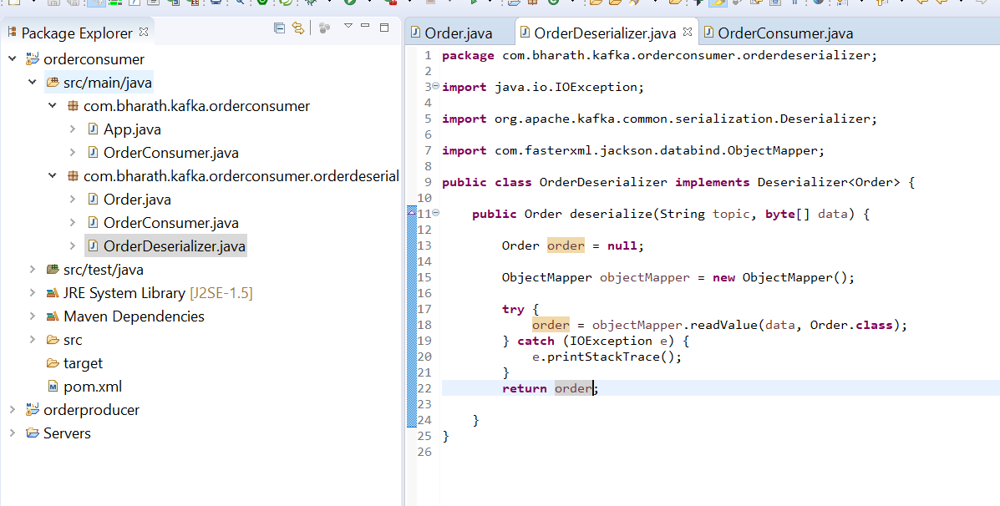 Package Explorer
orderconsumer
src/main/java
com.bharath.kafka.orderconsumer
App.java
OrderConsumer.java
com.bharath.kafka.orderconsumer.orderdeserial
Order.java
OrderConsumer.java
OrderDeserializer.java
src/test/java
JRE System Library [J2SE-1.5]
Maven Dependencies
src
target
pom.xml
orderproducer
Servers
Order.java OrderDeserializer.java OrderConsumer.java
1 package com.bharath.kafka.orderconsumer.orderdeserializer;
2
3 import java.io.IOException;
4
5 import org.apache.kafka.common.serialization.Deserializer;
6
7 import com.fasterxml.jackson.databind.ObjectMapper;
8
9 public class OrderDeserializer implements Deserializer<Order> {
10
11 public Order deserialize(String topic, byte[] data) {
12
13 Order order = null;
14
15 ObjectMapper objectMapper = new ObjectMapper();
16
17 try {
18 order = objectMapper.readValue(data, Order.class);
19 } catch (IOException e) {
20 e.printStackTrace();
21 }
22 return order;
23
24 }
25 }
26